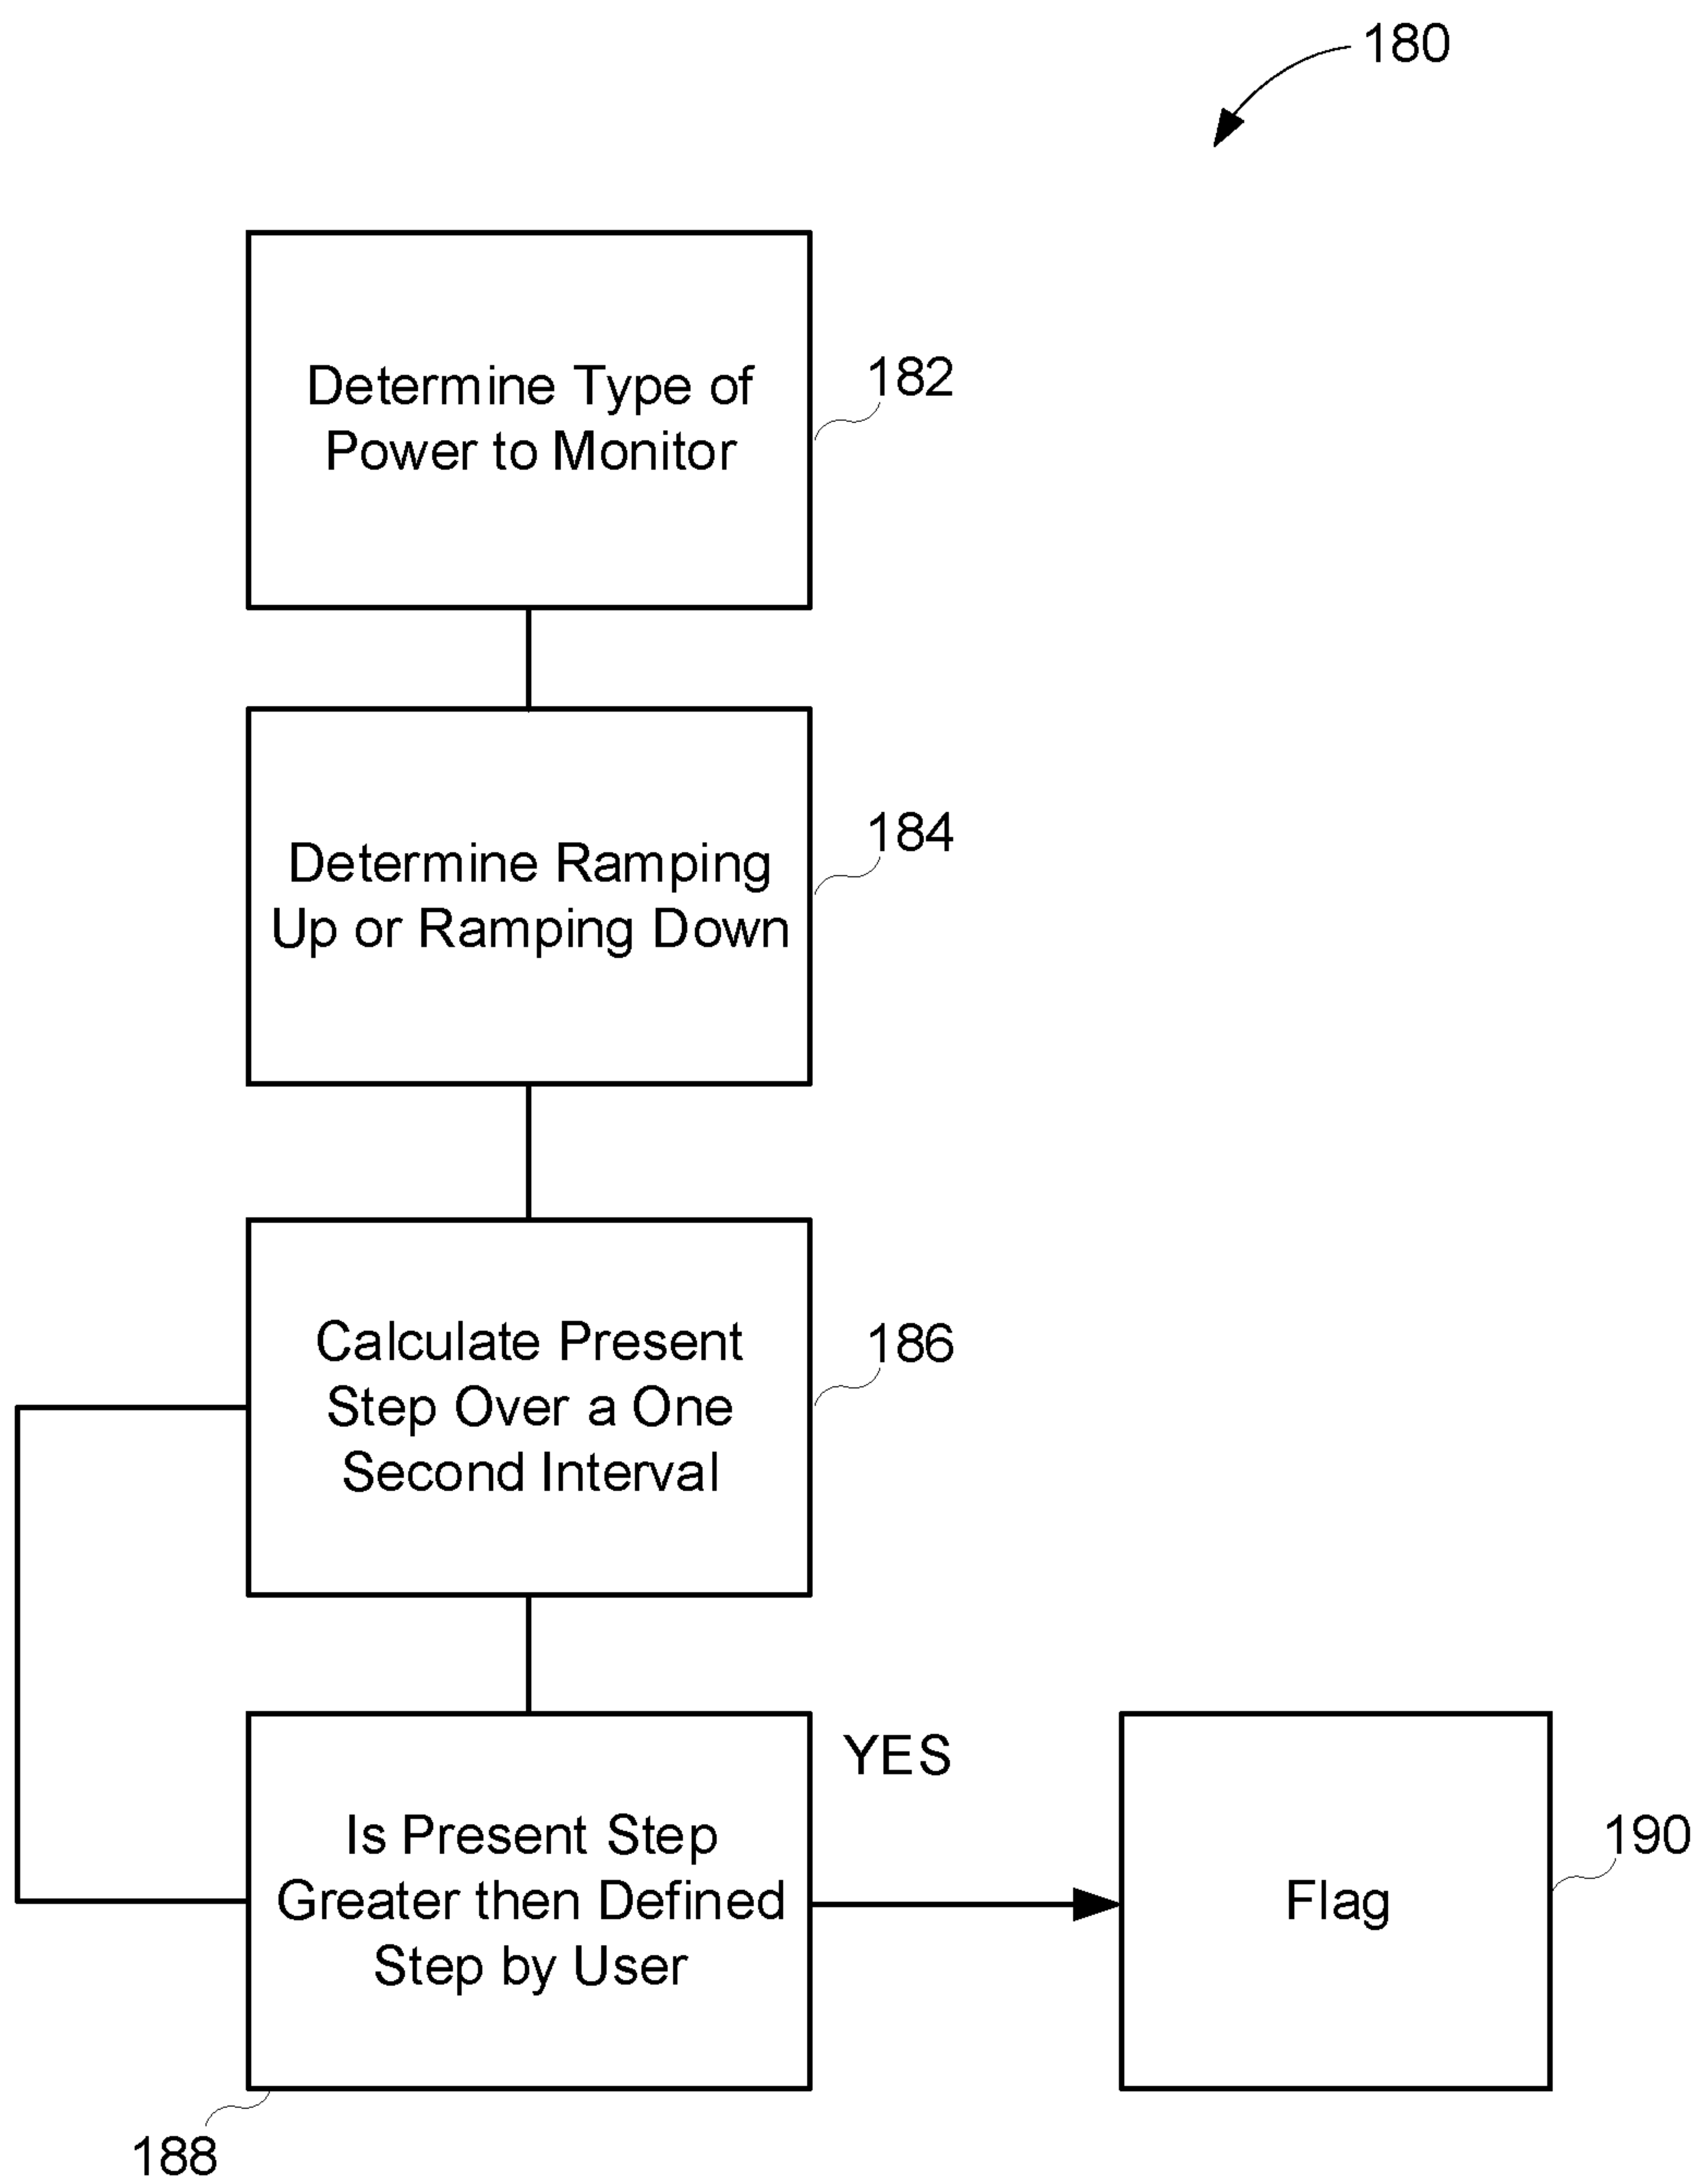 180
Determine Type of
Power to Monitor
182
Determine Ramping
Up or Ramping Down
184
Calculate Present
Step Over a One
Second Interval
186
Is Present Step
Greater then Defined
Step by User
188
YES
Flag
190